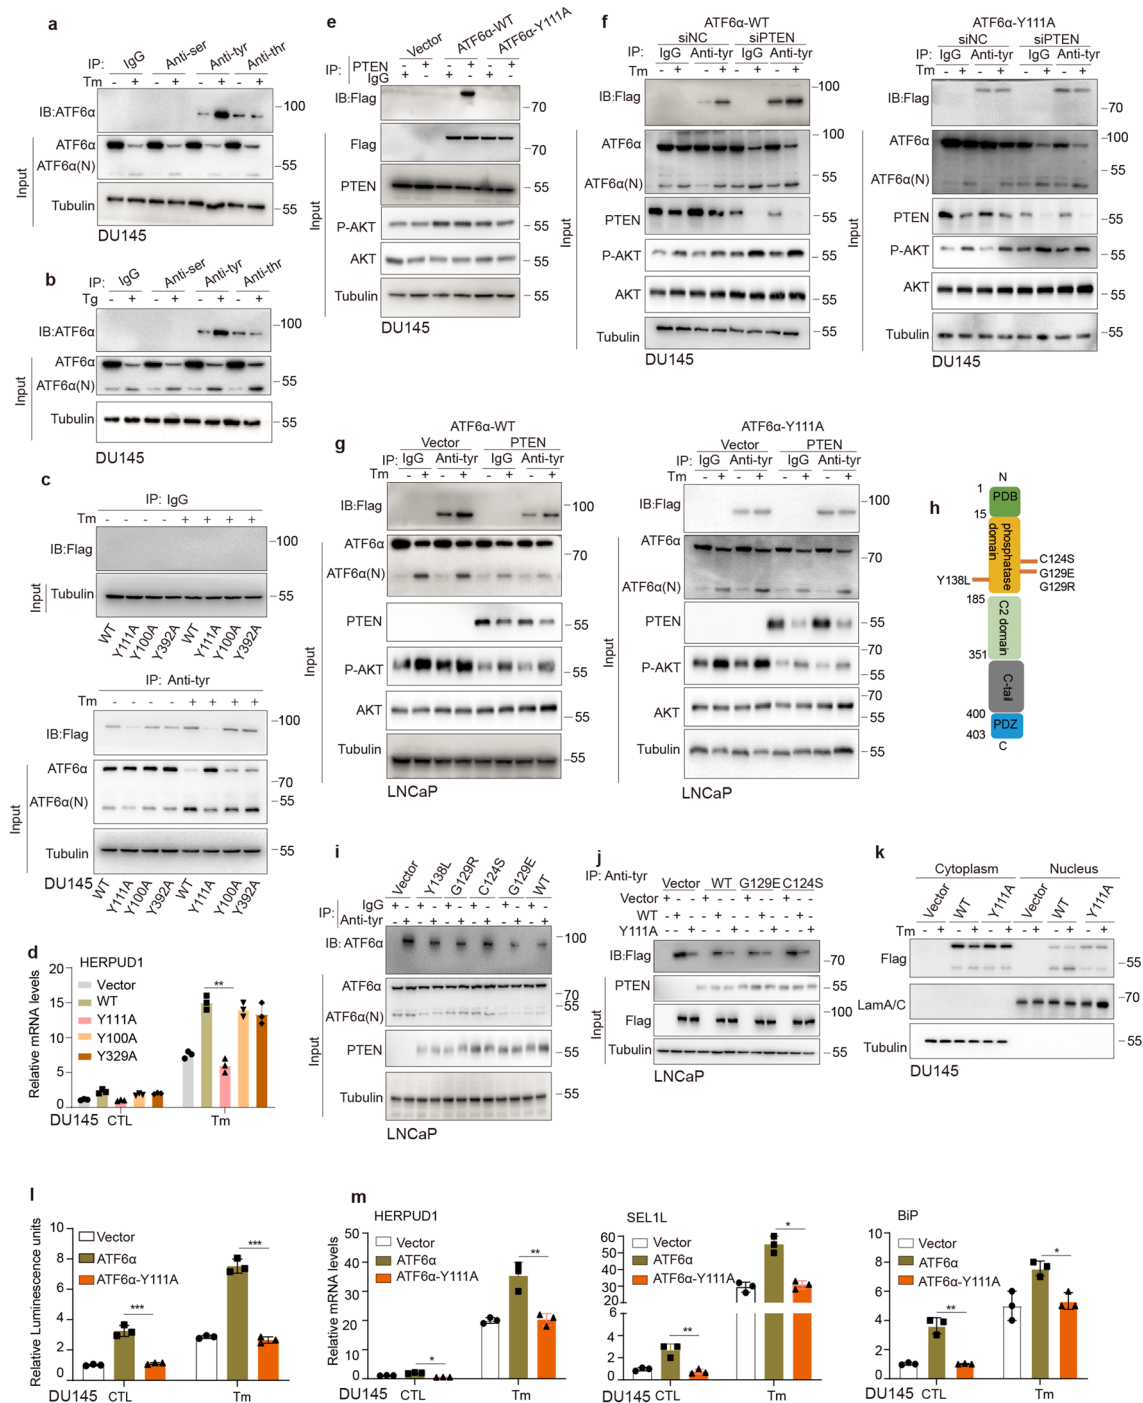 a
IP: IgG Anti-ser Anti-tyr Anti-thr
Tm - + - + - + - +
IB:ATF6α
100
Input
ATF6α
ATF6α(N)
55
Tubulin
55
DU145
b
IP: IgG Anti-ser Anti-tyr Anti-thr
Tg - + - + - + - +
IB:ATF6α
100
Input
ATF6α
ATF6α(N)
55
Tubulin
55
DU145
c
IP: IgG
Tm - - - - + + + +
IB:Flag
100
Input
Tubulin
55
WT Y111A Y100A Y392A WT Y111A Y100A Y392A
IP: Anti-tyr
Tm - - - - + + + +
IB:Flag
100
Input
ATF6α
70
ATF6α(N)
55
Tubulin
55
DU145
WT Y111A Y100A Y392A WT Y111A Y100A Y392A
d
HERPUD1
Relative mRNA levels
20
15
10
5
0
Vector
WT
Y111A
Y100A
Y329A
**
DU145 CTL Tm
e
Vector ATF6α-WT ATF6α-Y111A
IP: PTEN - + - + - +
IgG + - + - + -
IB:Flag
70
Input
Flag
70
PTEN
55
P-AKT
55
AKT
55
Tubulin
55
DU145
f
ATF6α-WT
siNC siPTEN
IP: IgG Anti-tyr IgG Anti-tyr
Tm - + - + - + - +
IB:Flag
100
70
Input
ATF6α
100
70
ATF6α(N)
55
PTEN
55
P-AKT
55
AKT
55
Tubulin
55
DU145
ATF6α-Y111A
siNC siPTEN
IP: IgG Anti-tyr IgG Anti-tyr
Tm - + - + - + - +
IB:Flag
100
70
Input
ATF6α
100
70
ATF6α(N)
55
PTEN
55
P-AKT
55
AKT
55
Tubulin
55
DU145
g
ATF6α-WT
Vector PTEN
IP: IgG Anti-tyr IgG Anti-tyr
Tm - + - + - + - +
IB:Flag
100
Input
ATF6α
70
ATF6α(N)
55
PTEN
55
P-AKT
55
AKT
55
Tubulin
55
LNCaP
ATF6α-Y111A
Vector PTEN
IP: IgG Anti-tyr IgG Anti-tyr
Tm - + - + - + - +
IB:Flag
100
Input
ATF6α
70
ATF6α(N)
55
PTEN
55
70
P-AKT
55
70
AKT
55
Tubulin
55
LNCaP
h
N
1
PDB
15
phosphatase domain
C124S
G129E
G129R
Y138L
185
C2 domain
351
C-tail
400
PDZ
403
C
i
Vector Y138L G129R C124S G129E WT
IP: IgG + - + - + - + - + - + -
Anti-tyr - + - + - + - + - + - +
IB: ATF6α
100
Input
ATF6α
70
55
ATF6α(N)
PTEN
55
Tubulin
55
LNCaP
j
IP: Anti-tyr
Vector WT G129E C124S
Vector + - - + - - + - - + - -
WT - + - - + - - + - - + -
Y111A - - + - - + - - + - - +
IB:Flag
70
Input
PTEN
55
Flag
100
Tubulin
55
LNCaP
k
Cytoplasm Nucleus
Vector WT Y111A Vector WT Y111A
Tm - + - + - + - + - + - +
Flag
55
LamA/C
70
Tubulin
55
DU145
l
Relative Luminescence units
10
8
6
4
2
0
Vector
ATF6α
ATF6α-Y111A
***
***
DU145 CTL Tm
m
HERPUD1
Relative mRNA levels
50
40
30
20
10
0
Vector
ATF6α
ATF6α-Y111A
*
**
DU145 CTL Tm
SEL1L
60
50
40
30
20
6
4
2
0
Vector
ATF6α
ATF6α-Y111A
**
*
DU145 CTL Tm
BiP
10
8
6
4
2
0
Vector
ATF6α
ATF6α-Y111A
**
*
DU145 CTL Tm